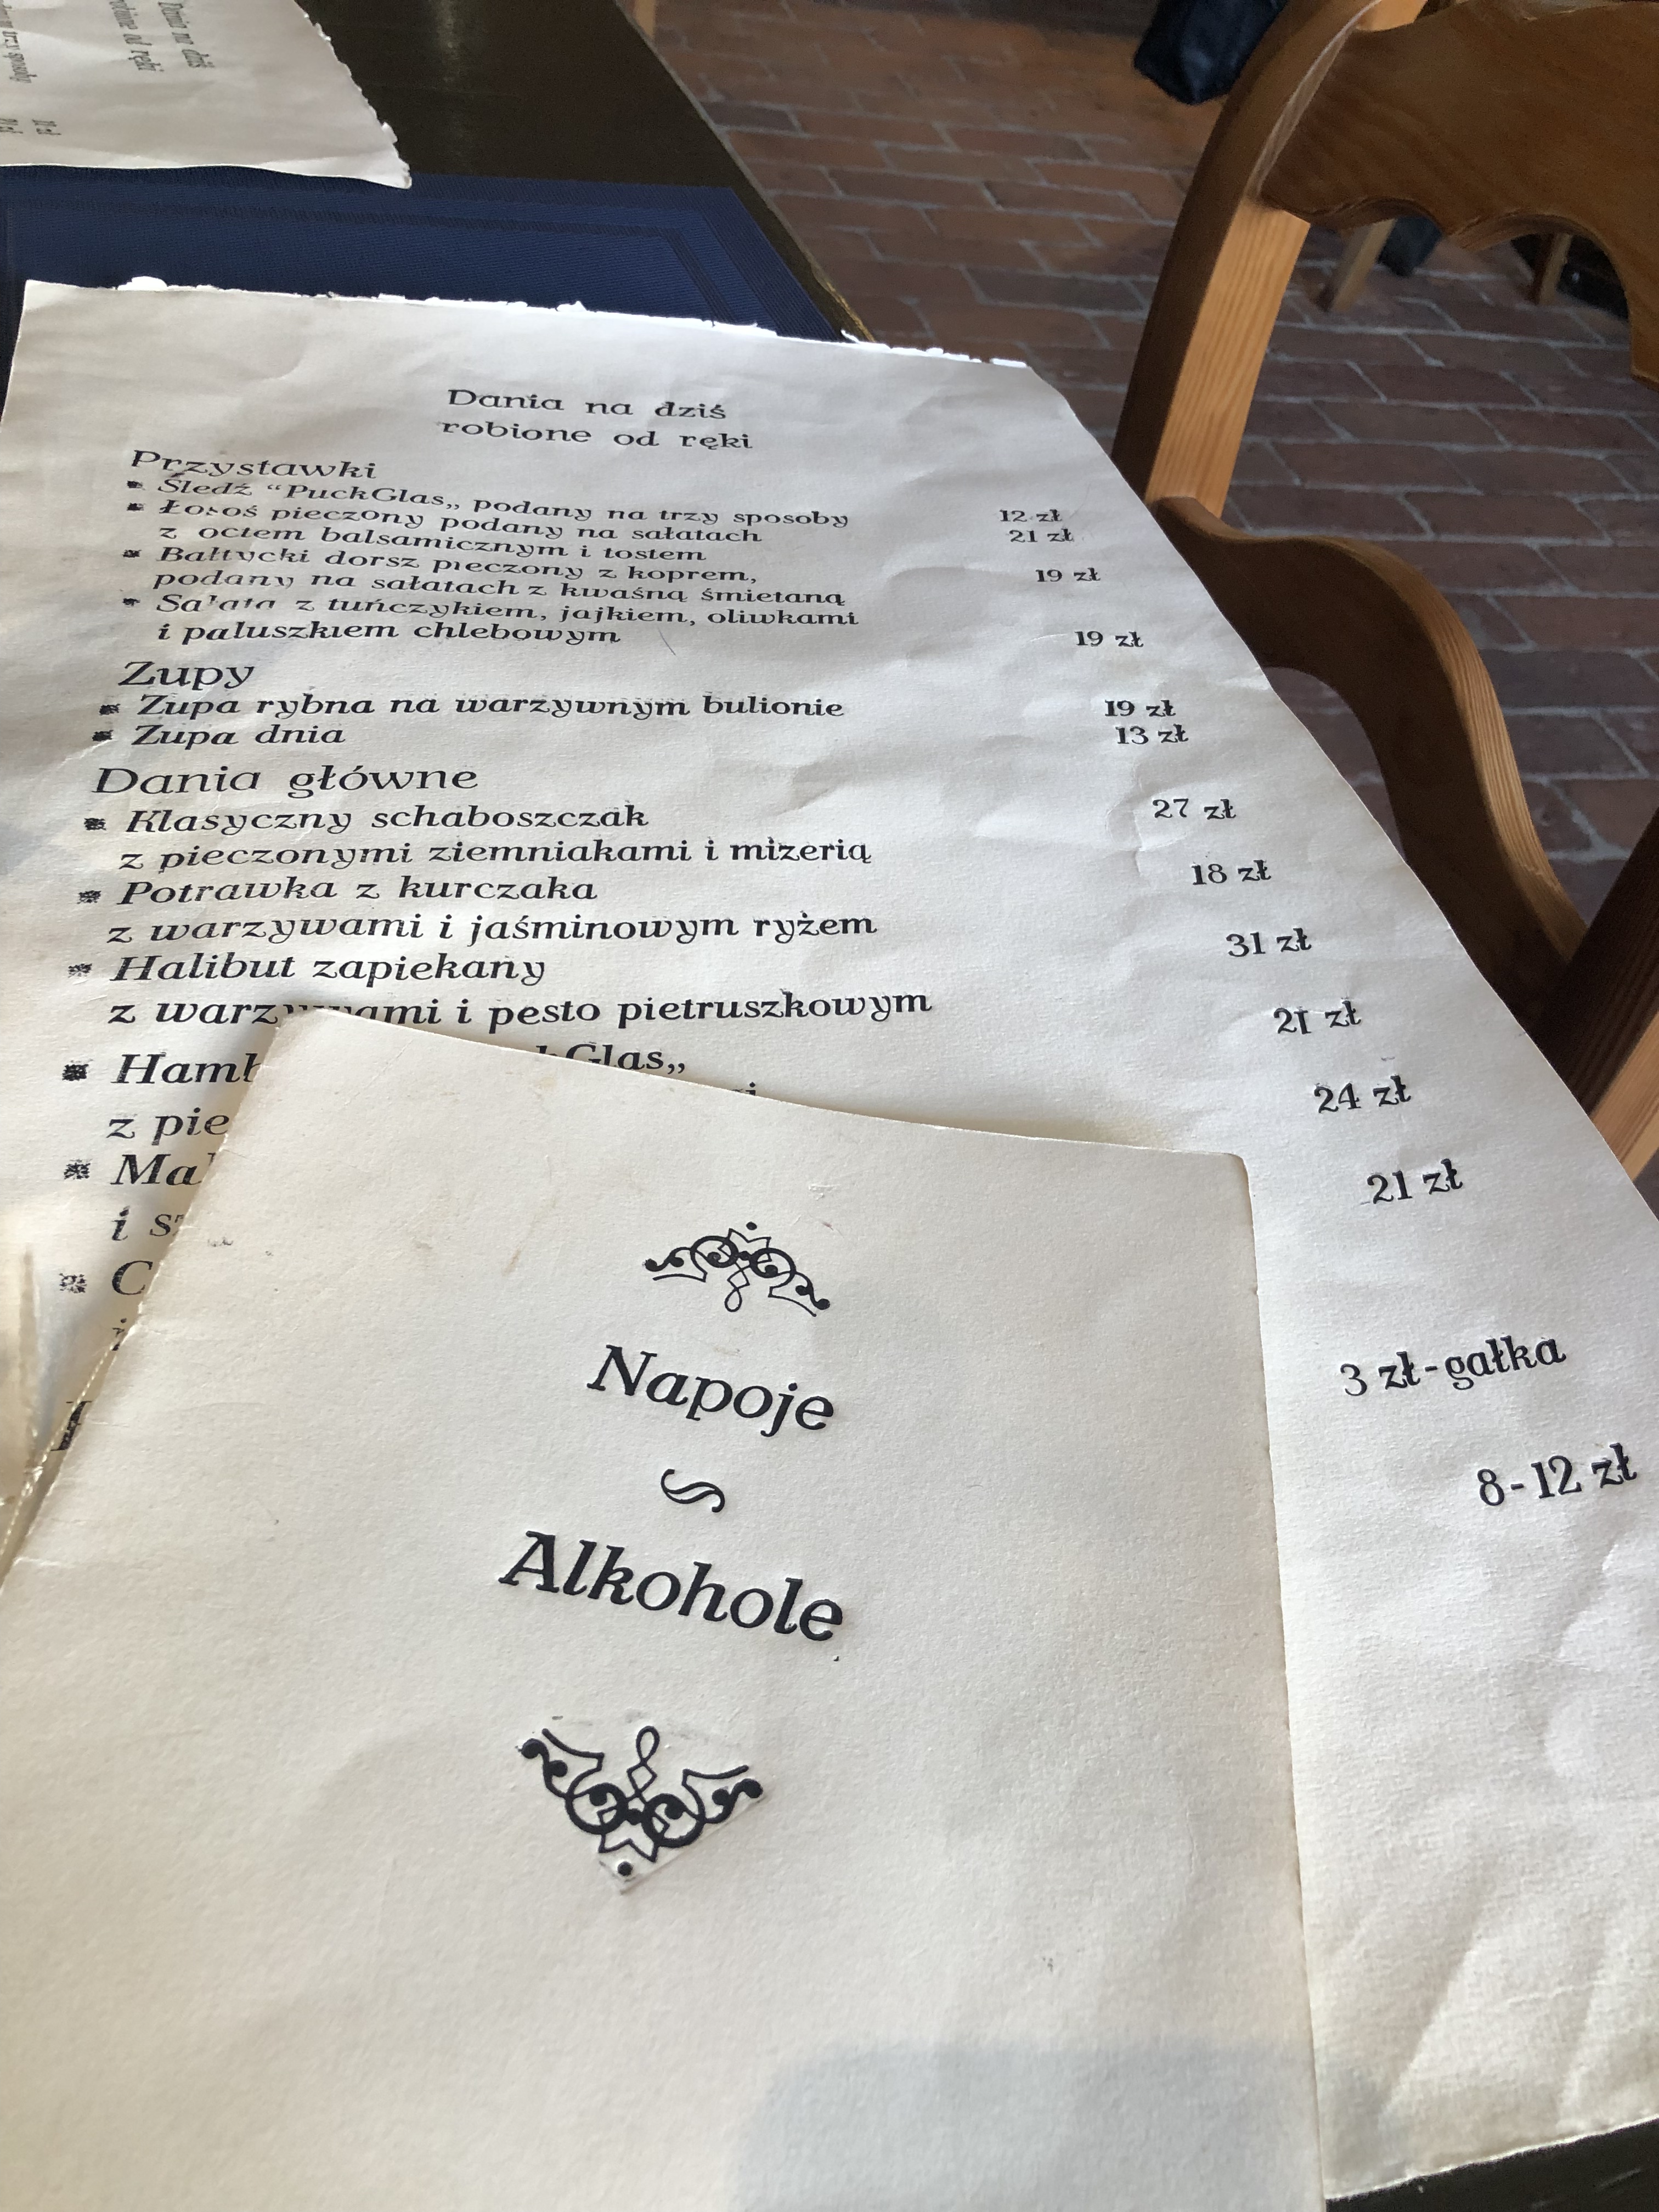 Dania na dziś
robione od ręki
Przystawki
Śledź “PuckGlas„ podany na trzy sposoby 12 zł
Łosoś pieczony podany na sałatach 21 zł
z octem balsamicznym i tostem
Bałtycki dorsz pieczony z koprem, 19 zł
podany na sałatach z kwaśną śmietaną
Sałata z tuńczykiem, jajkiem, oliwkami
i paluszkiem chlebowym 19 zł
Zupy
Zupa rybna na warzywnym bulionie 19 zł
Zupa dnia 13 zł
Dania główne
Klasyczny schaboszczak 27 zł
z pieczonymi ziemniakami i mizerią
Potrawka z kurczaka 18 zł
z warzywami i jaśminowym ryżem
Halibut zapiekany 31 zł
z warzywami i pesto pietruszkowym
21 zł
z pie
24 zł
i
21 zł
C
3 zł-gałka
8-12 zł
Napoje
Alkohole